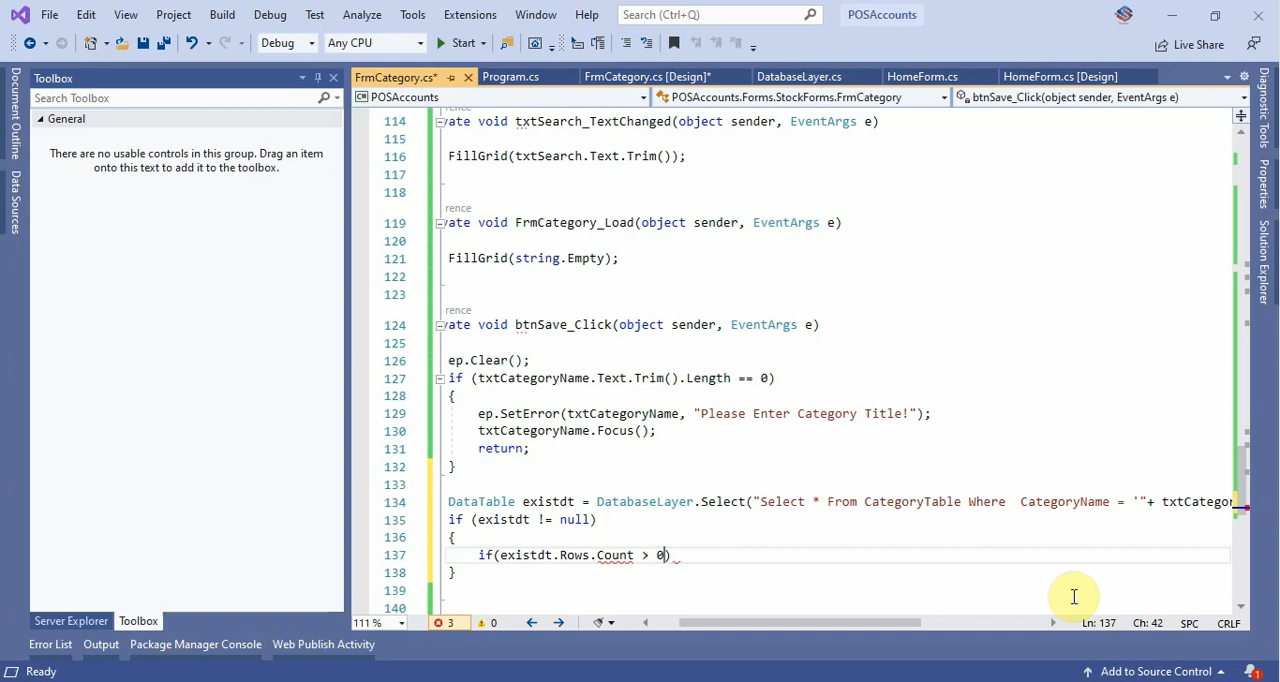 File Edit View Project Build Debug Test Analyze Tools Extensions Window Help Search (Ctrl+Q) POSAccounts
Debug Any CPU Start Live Share
Toolbox
Search Toolbox
General
There are no usable controls in this group. Drag an item
onto this text to add it to the toolbox.
Document Outline
Data Sources
Server Explorer Toolbox
FrmCategory.cs* Program.cs FrmCategory.cs [Design]* DatabaseLayer.cs HomeForm.cs HomeForm.cs [Design]
POSAccounts POSAccounts.Forms.StockForms.FrmCategory btnSave_Click(object sender, EventArgs e)
rence
114 vate void txtSearch_TextChanged(object sender, EventArgs e)
115
116 FillGrid(txtSearch.Text.Trim());
117
118
rence
119 vate void FrmCategory_Load(object sender, EventArgs e)
120
121 FillGrid(string.Empty);
122
123
rence
124 vate void btnSave_Click(object sender, EventArgs e)
125
126 ep.Clear();
127 if (txtCategoryName.Text.Trim().Length == 0)
128 {
129 ep.SetError(txtCategoryName, "Please Enter Category Title!");
130 txtCategoryName.Focus();
131 return;
132 }
133
134 DataTable existdt = DatabaseLayer.Select("Select * From CategoryTable Where CategoryName = '"+ txtCategor
135 if (existdt != null)
136 {
137 if(existdt.Rows.Count > 0)
138 }
139
140
111 % 3 0 Ln: 137 Ch: 42 SPC CRLF
Diagnostic Tools
Properties
Solution Explorer
Error List Output Package Manager Console Web Publish Activity
Ready Add to Source Control 1